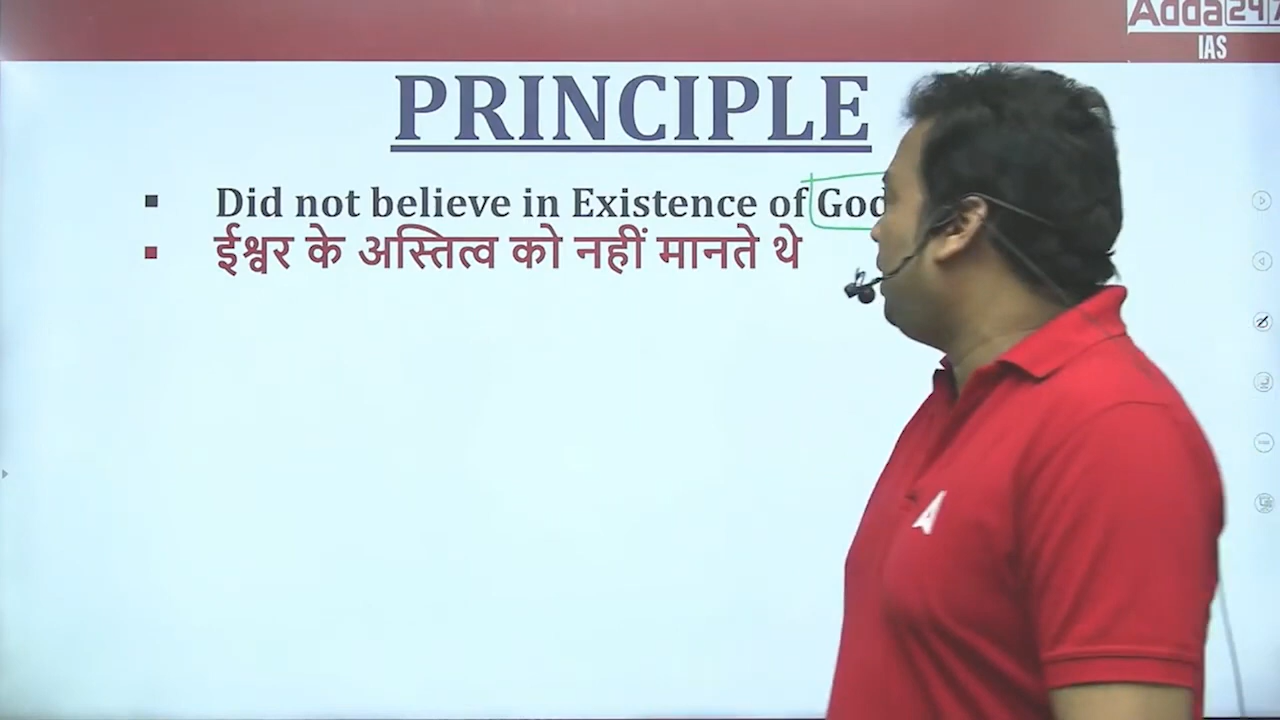 Adda247
IAS
PRINCIPLE
Did not believe in Existence of God
ईश्वर के अस्तित्व को नहीं मानते थे
A